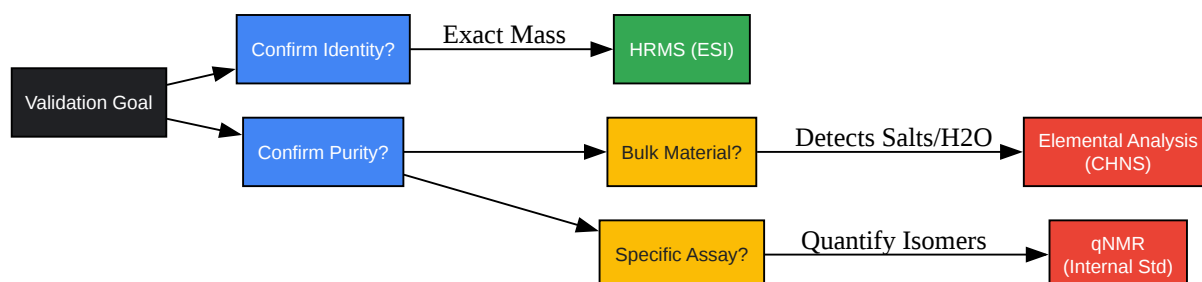 Confirm Identity?
Exact Mass
HRMS (ESI)
Validation Goal
Confirm Purity?
Bulk Material?
Detects Salts/H2O
Elemental Analysis
(CHNS)
Specific Assay?
Quantify Isomers
qNMR
(Internal Std)